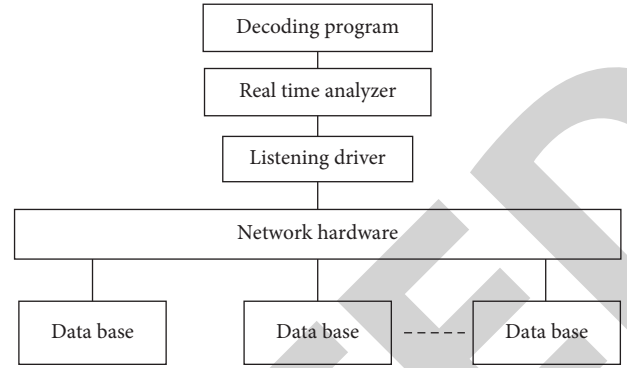 Decoding program
Real time analyzer
Listening driver
Network hardware
Data base
Data base
Data base